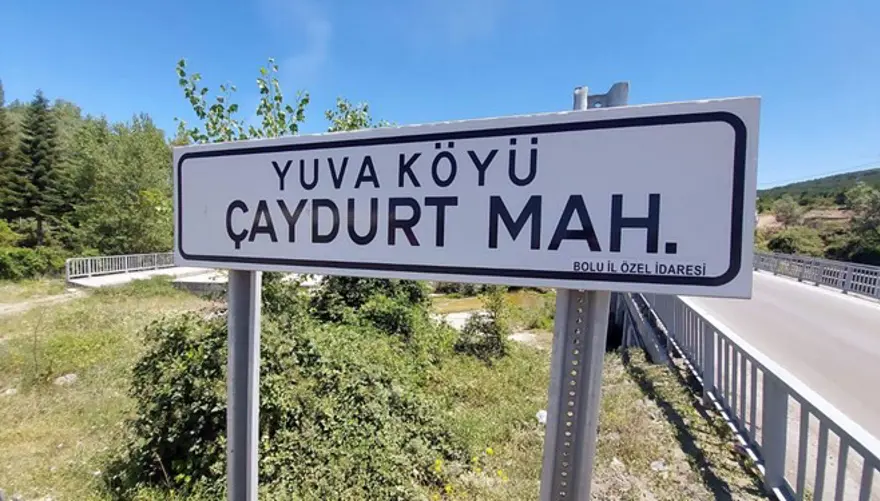 YUVA KÖYÜ
ÇAYDURT MAH.
BOLU İL ÖZEL İDARESİ